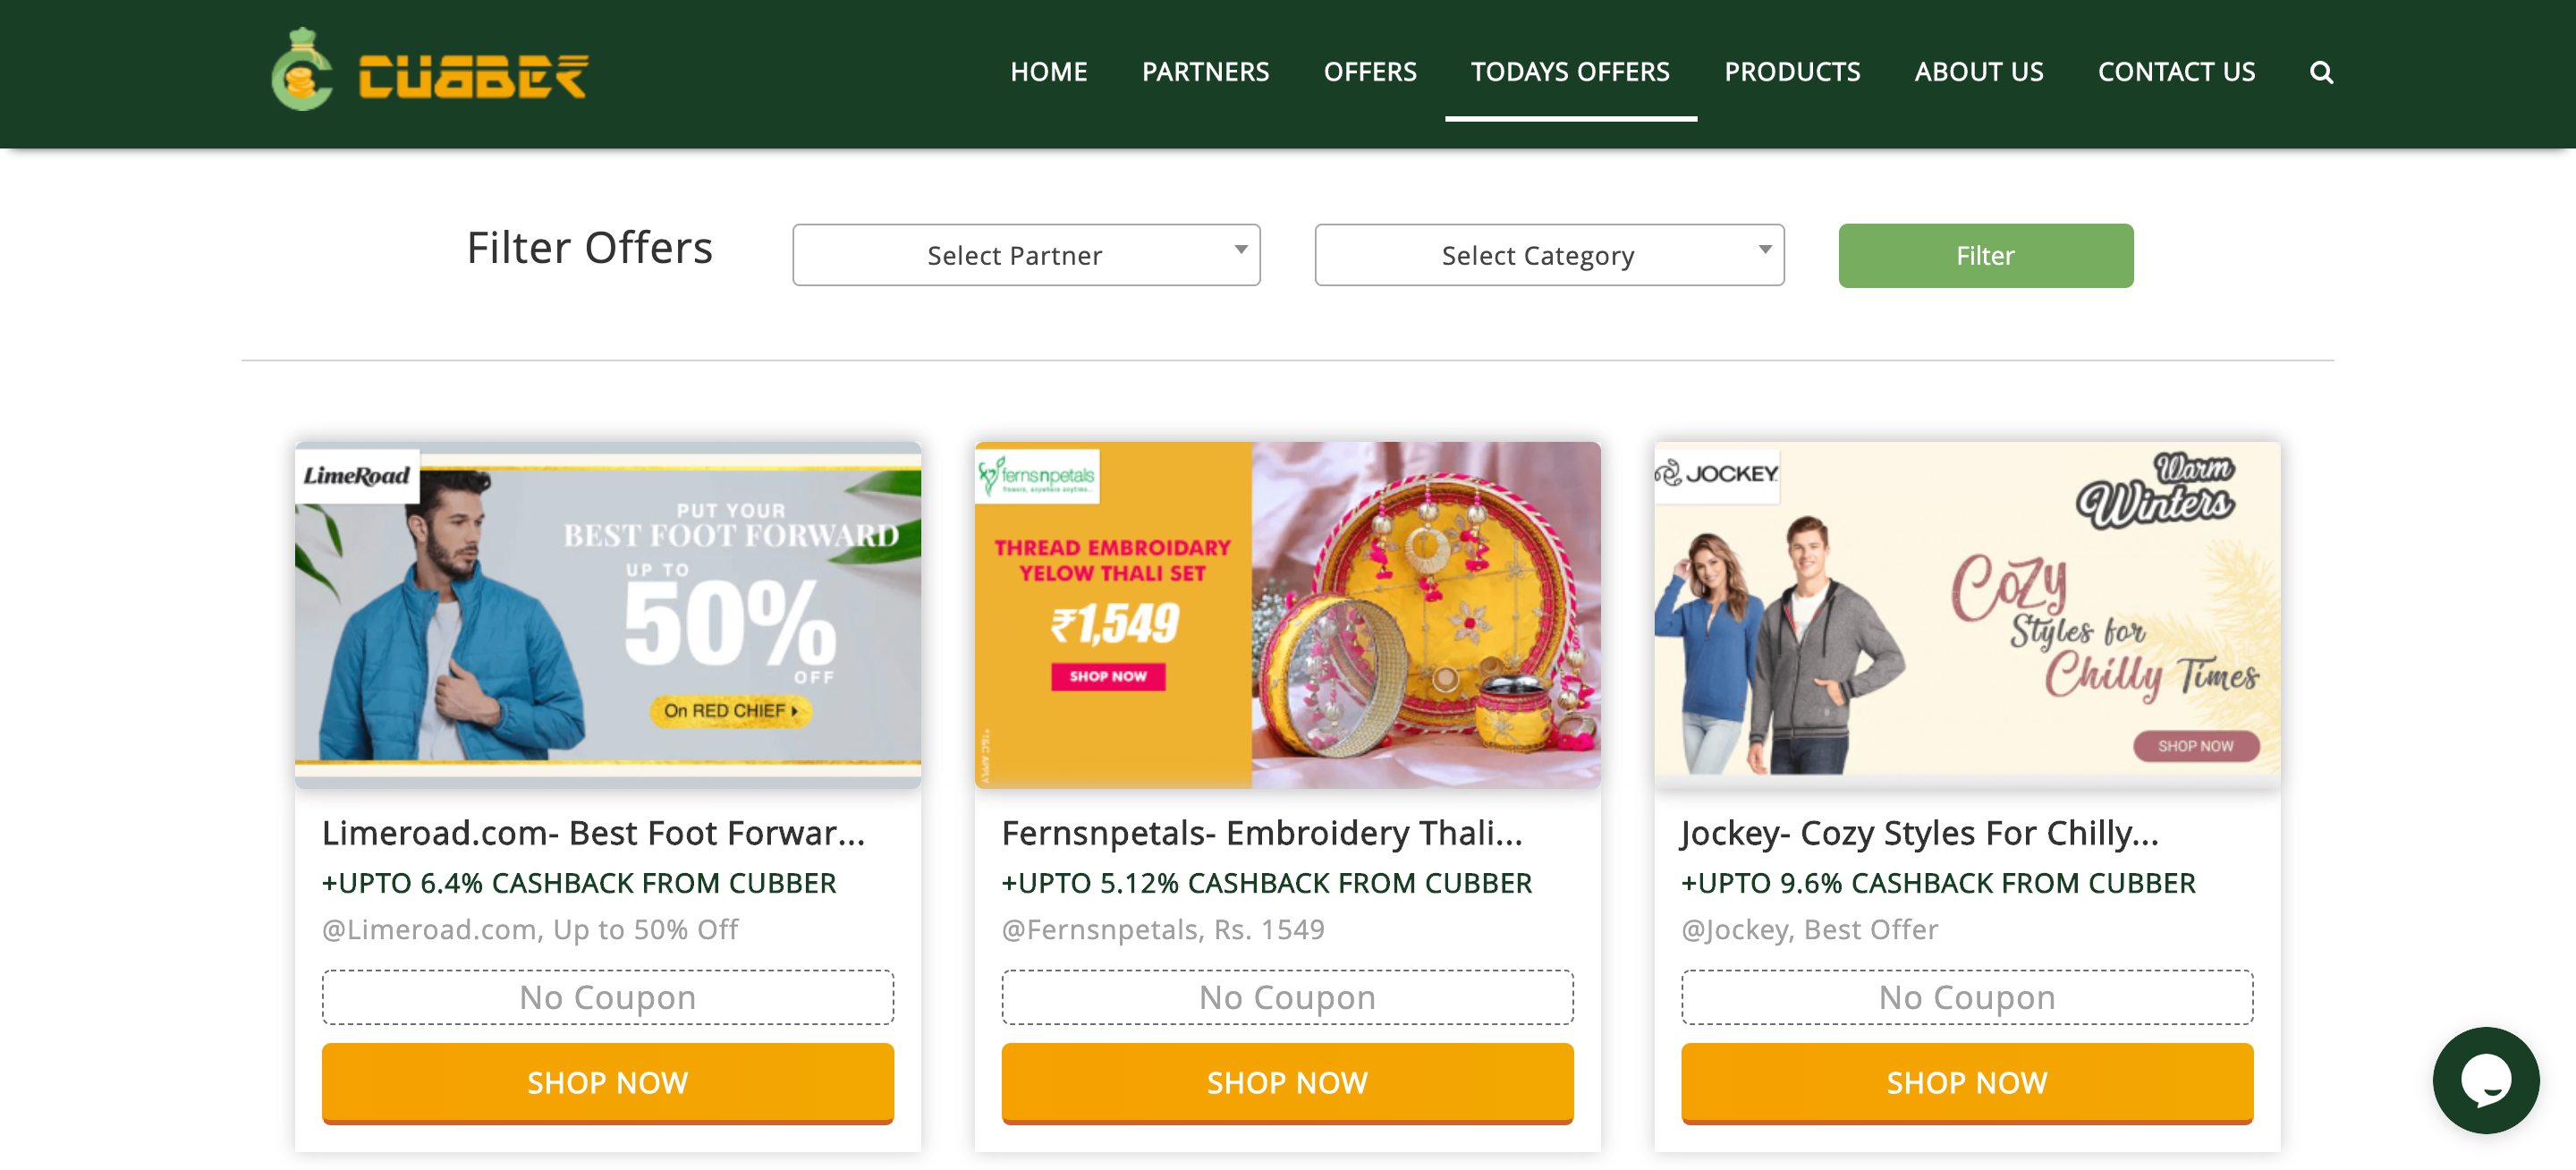 CUBBER
HOME PARTNERS OFFERS TODAYS OFFERS PRODUCTS ABOUT US CONTACT US
Filter Offers
Select Partner
Select Category
Filter
LimeRoad
PUT YOUR
BEST FOOT FORWARD
UP TO
50%
OFF
On RED CHIEF
Limeroad.com- Best Foot Forwar...
+UPTO 6.4% CASHBACK FROM CUBBER
@Limeroad.com, Up to 50% Off
No Coupon
SHOP NOW
fernsnpetals
flowers, anywhere anytime...
THREAD EMBROIDARY
YELOW THALI SET
₹1,549
SHOP NOW
*T&C APPLY
Fernsnpetals- Embroidery Thali...
+UPTO 5.12% CASHBACK FROM CUBBER
@Fernsnpetals, Rs. 1549
No Coupon
SHOP NOW
JOCKEY
Warm
Winters
Cozy
Styles for
Chilly Times
SHOP NOW
Jockey- Cozy Styles For Chilly...
+UPTO 9.6% CASHBACK FROM CUBBER
@Jockey, Best Offer
No Coupon
SHOP NOW